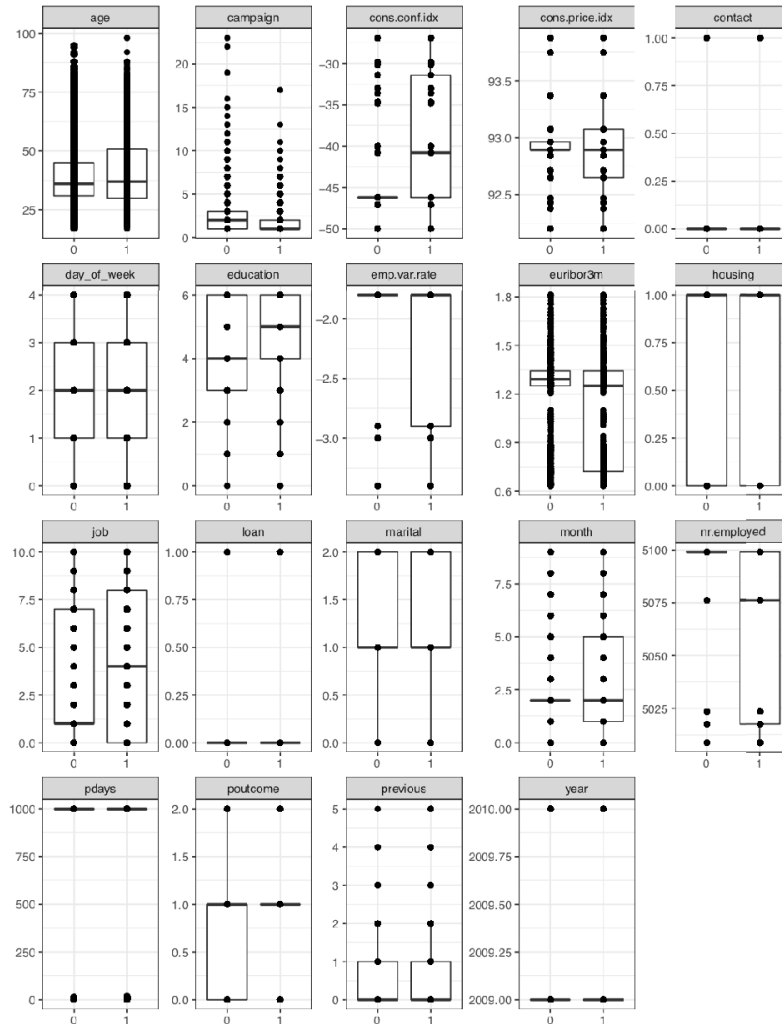 age campaign cons.conf.idx cons.price.idx contact
100 75 50 25 0 1
20 15 10 5 0 0 1
−30 −35 −40 −45 −50 0 1
93.5 93.0 92.5 0 1
1.00 0.75 0.50 0.25 0.00 0 1
day_of_week education emp.var.rate euribor3m housing
4 3 2 1 0 0 1
6 4 2 0 0 1
−2.0 −2.5 −3.0 0 1
1.8 1.5 1.2 0.9 0.6 0 1
1.00 0.75 0.50 0.25 0.00 0 1
job loan marital month nr.employed
10.0 7.5 5.0 2.5 0.0 0 1
1.00 0.75 0.50 0.25 0.00 0 1
2.0 1.5 1.0 0.5 0.0 0 1
7.5 5.0 2.5 0.0 0 1
5100 5075 5050 5025 0 1
pdays poutcome previous year
1000 750 500 250 0 0 1
2.0 1.5 1.0 0.5 0.0 0 1
5 4 3 2 1 0 0 1
2010.00 2009.75 2009.50 2009.25 2009.00 0 1